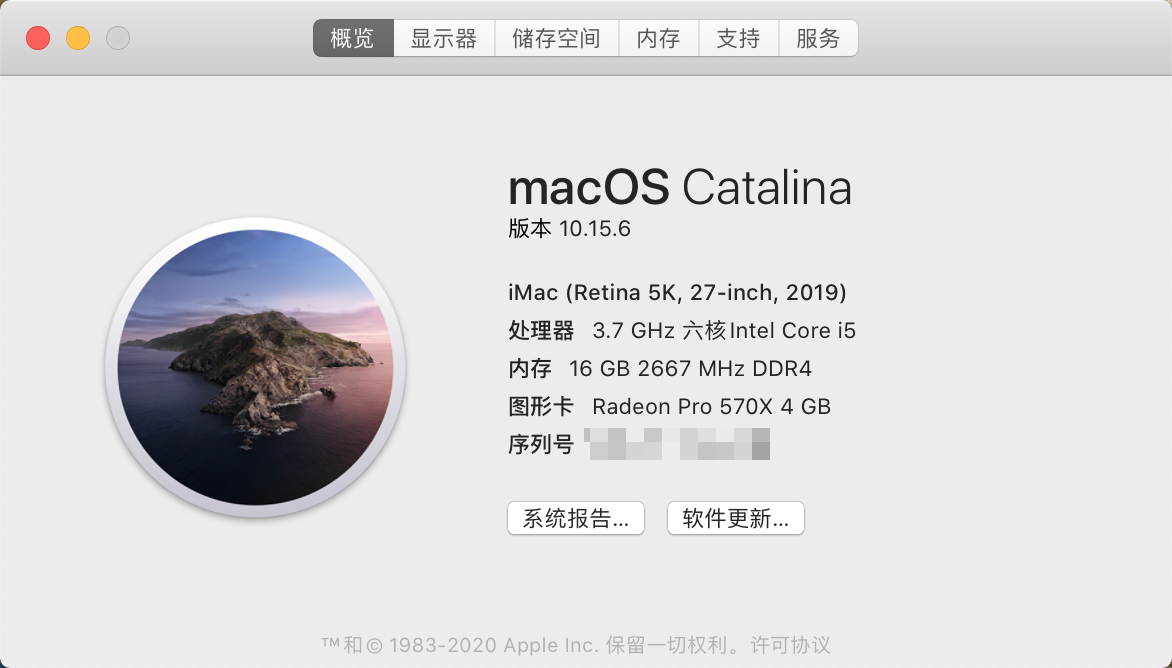 概览 显示器 储存空间 内存 支持 服务
macOS Catalina
版本 10.15.6
iMac (Retina 5K, 27-inch, 2019)
处理器 3.7 GHz 六核Intel Core i5
内存 16 GB 2667 MHz DDR4
图形卡 Radeon Pro 570X 4 GB
序列号
系统报告... 软件更新...
™和© 1983-2020 Apple Inc. 保留一切权利。许可协议